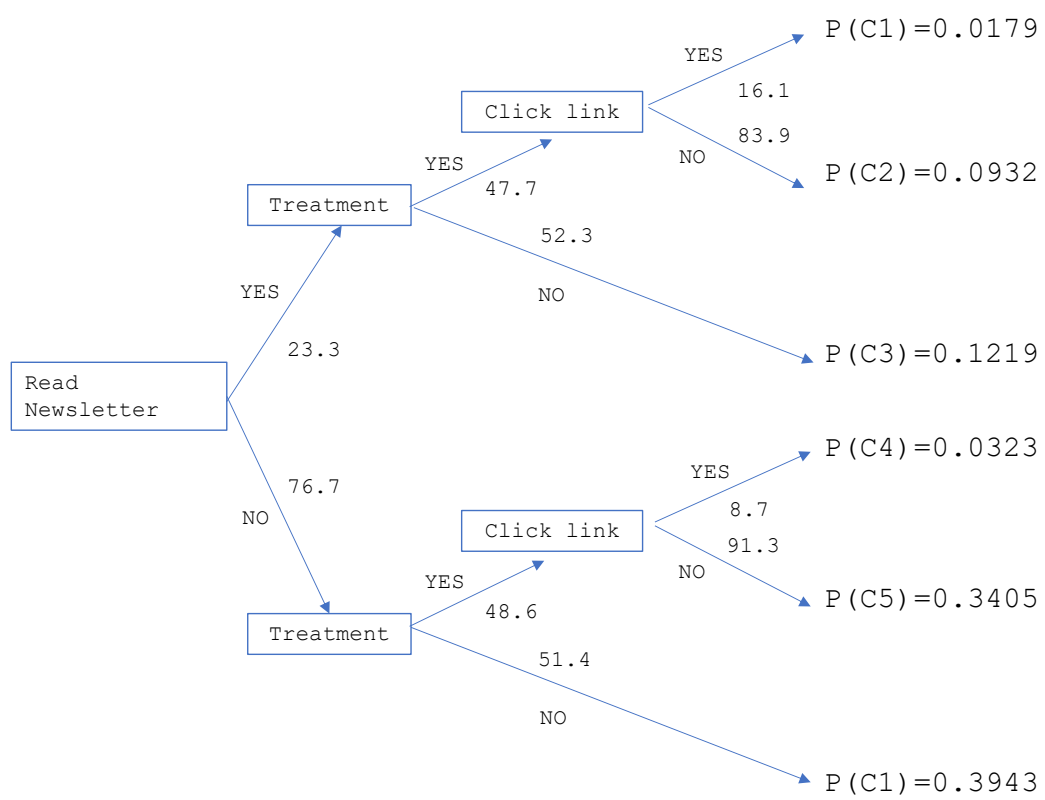 P(C1)=0.0179
YES
16.1
Click link
83.9
NO
YES
P(C2)=0.0932
47.7
Treatment
52.3
YES
NO
23.3
P(C3)=0.1219
Read
Newsletter
P(C4)=0.0323
YES
76.7
8.7
NO
Click link
91.3
NO
YES
P(C5)=0.3405
48.6
Treatment
51.4
NO
P(C1)=0.3943